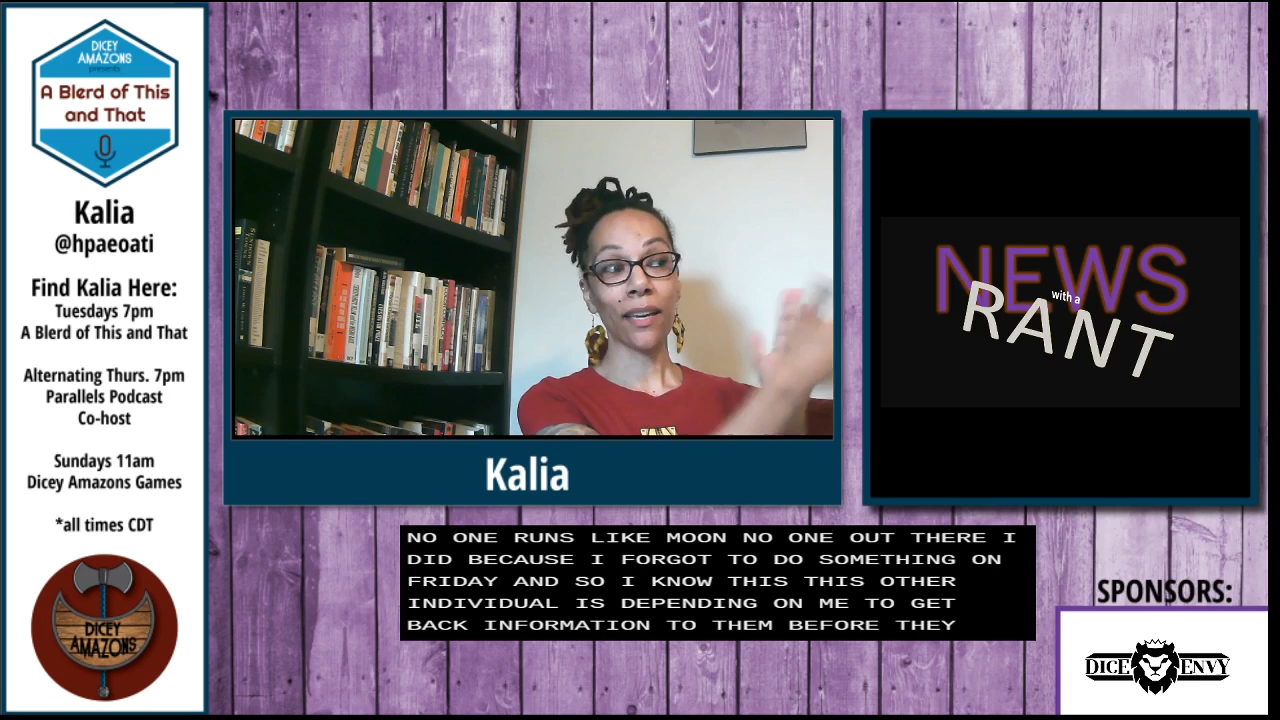 DICEY
AMAZONS
presents
A Blerd of This
and That
Kalia
@hpaeoati
Find Kalia Here:
Tuesdays 7pm
A Blerd of This and That
Alternating Thurs. 7pm
Parallels Podcast
Co-host
Sundays 11am
Dicey Amazons Games
*all times CDT
DICEY
AMAZONS
Kalia
NEWS
with a
RANT
NO ONE RUNS LIKE MOON NO ONE OUT THERE I
DID BECAUSE I FORGOT TO DO SOMETHING ON
FRIDAY AND SO I KNOW THIS THIS OTHER
INDIVIDUAL IS DEPENDING ON ME TO GET
BACK INFORMATION TO THEM BEFORE THEY
SPONSORS:
DICE ENVY